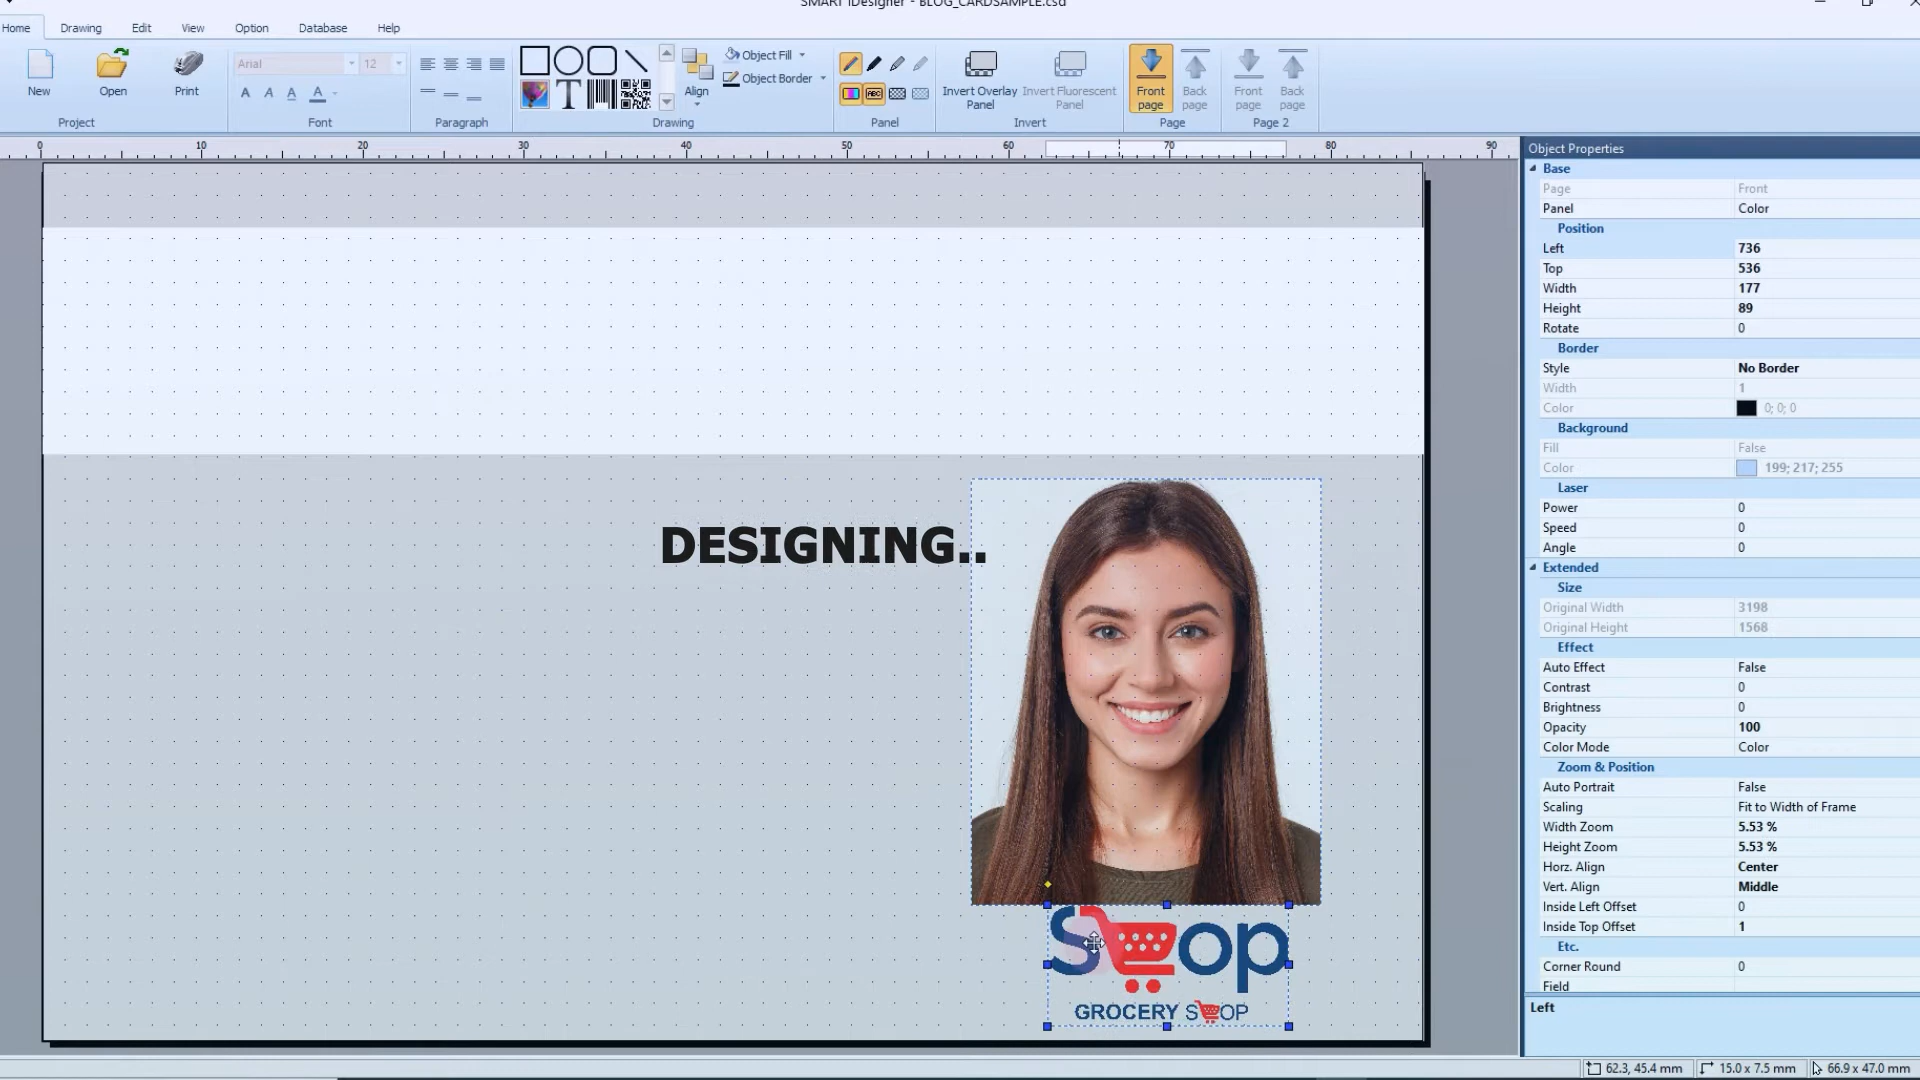 SMART IDesigner - BLOG_CARDSAMPLE.csd
Home Drawing Edit View Option Database Help
New Open Print
Arial 12
A A A A
ABC
Align
Object Fill
Object Border
Invert Overlay Panel
Invert Fluorescent Panel
Front page
Back page
Front page
Back page
Project Font Paragraph Drawing Panel Invert Page Page 2
0 10 20 30 40 50 60 70 80 90
DESIGNING..
Shop
GROCERY SHOP
Object Properties
Base
Page Front
Panel Color
Position
Left 736
Top 536
Width 177
Height 89
Rotate 0
Border
Style No Border
Width 1
Color 0; 0; 0
Background
Fill False
Color 199; 217; 255
Laser
Power 0
Speed 0
Angle 0
Extended
Size
Original Width 3198
Original Height 1568
Effect
Auto Effect False
Contrast 0
Brightness 0
Opacity 100
Color Mode Color
Zoom & Position
Auto Portrait False
Scaling Fit to Width of Frame
Width Zoom 5.53 %
Height Zoom 5.53 %
Horz. Align Center
Vert. Align Middle
Inside Left Offset 0
Inside Top Offset 1
Etc.
Corner Round 0
Field
Left
62.3, 45.4 mm 15.0 x 7.5 mm 66.9 x 47.0 mm